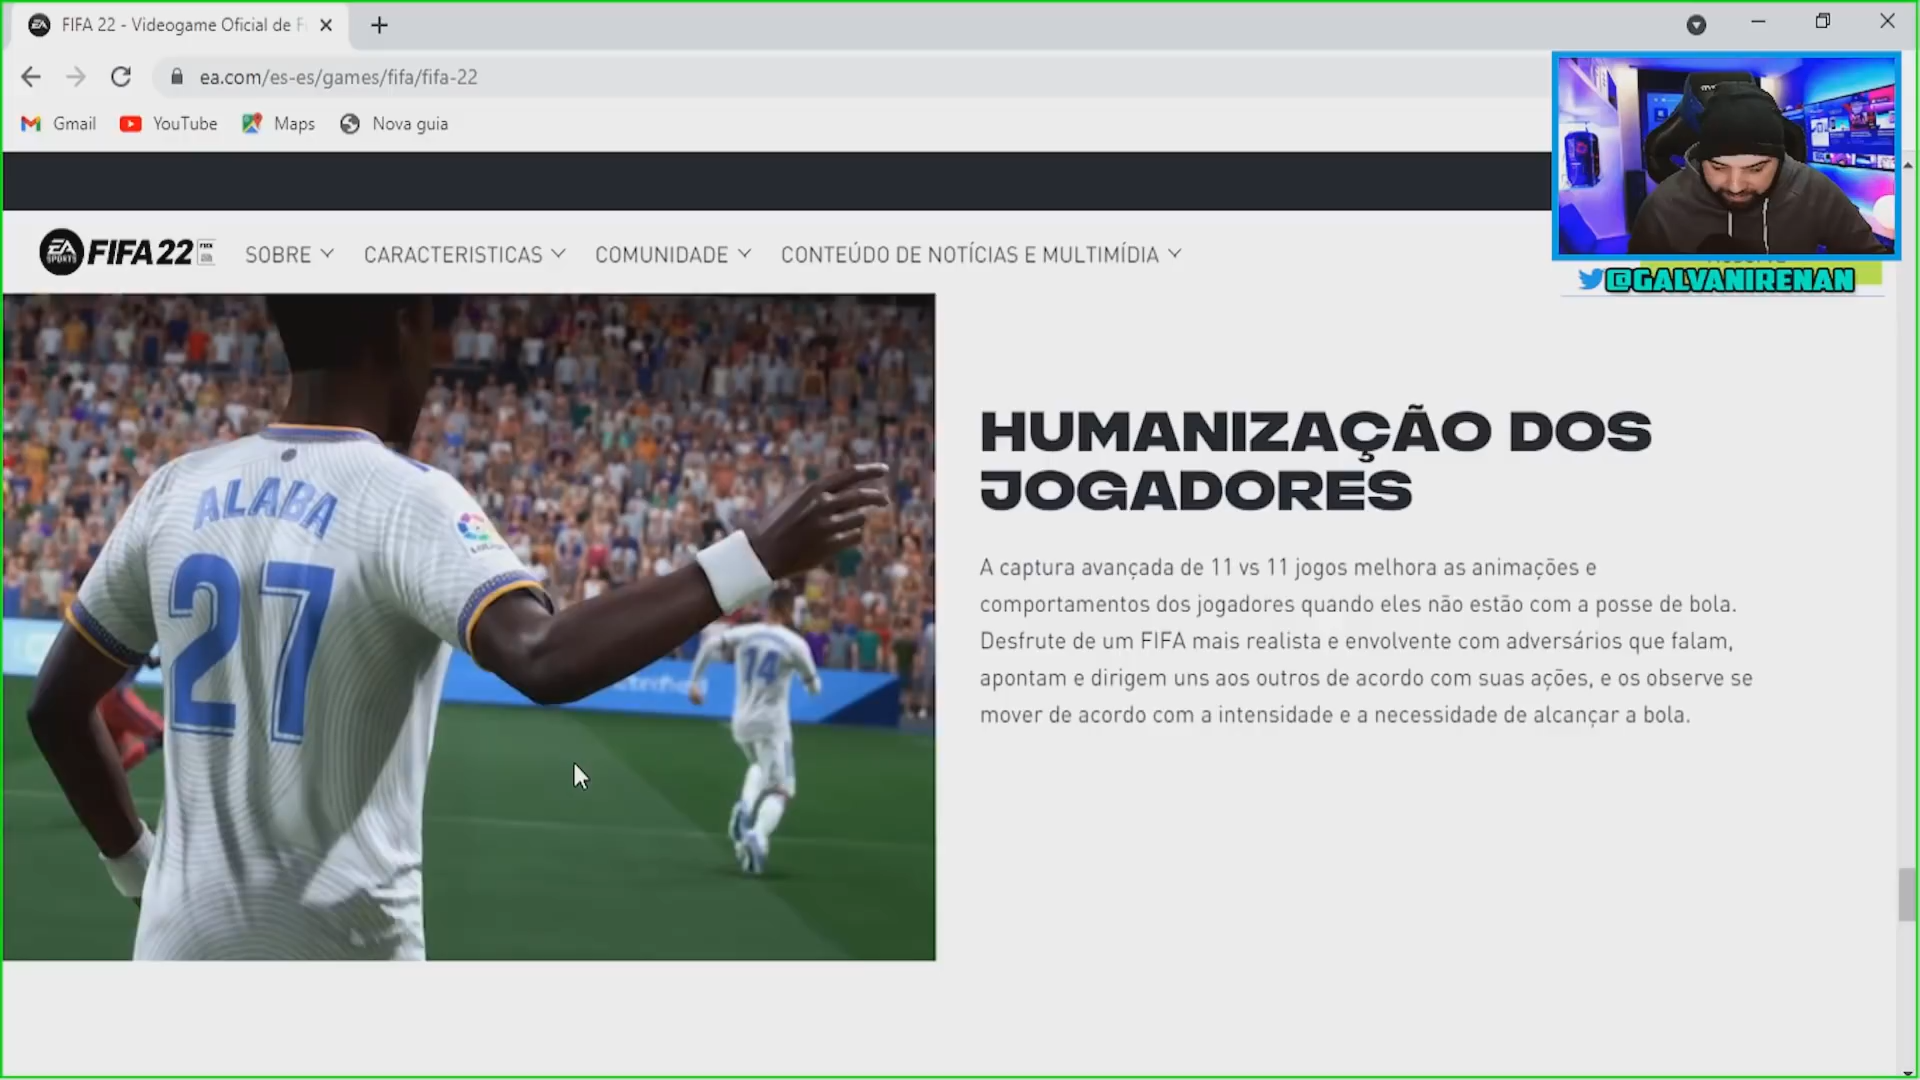 FIFA 22 - Videogame Oficial de F
ea.com/es-es/games/fifa/fifa-22
Gmail YouTube Maps Nova guia
EA SPORTS FIFA 22 SOBRE CARACTERISTICAS COMUNIDADE CONTEÚDO DE NOTÍCIAS E MULTIMÍDIA
@GALVANIRENAN
HUMANIZAÇÃO DOS
JOGADORES
A captura avançada de 11 vs 11 jogos melhora as animações e
comportamentos dos jogadores quando eles não estão com a posse de bola.
Desfrute de um FIFA mais realista e envolvente com adversários que falam,
apontam e dirigem uns aos outros de acordo com suas ações, e os observe se
mover de acordo com a intensidade e a necessidade de alcançar a bola.
ALABA
27
14